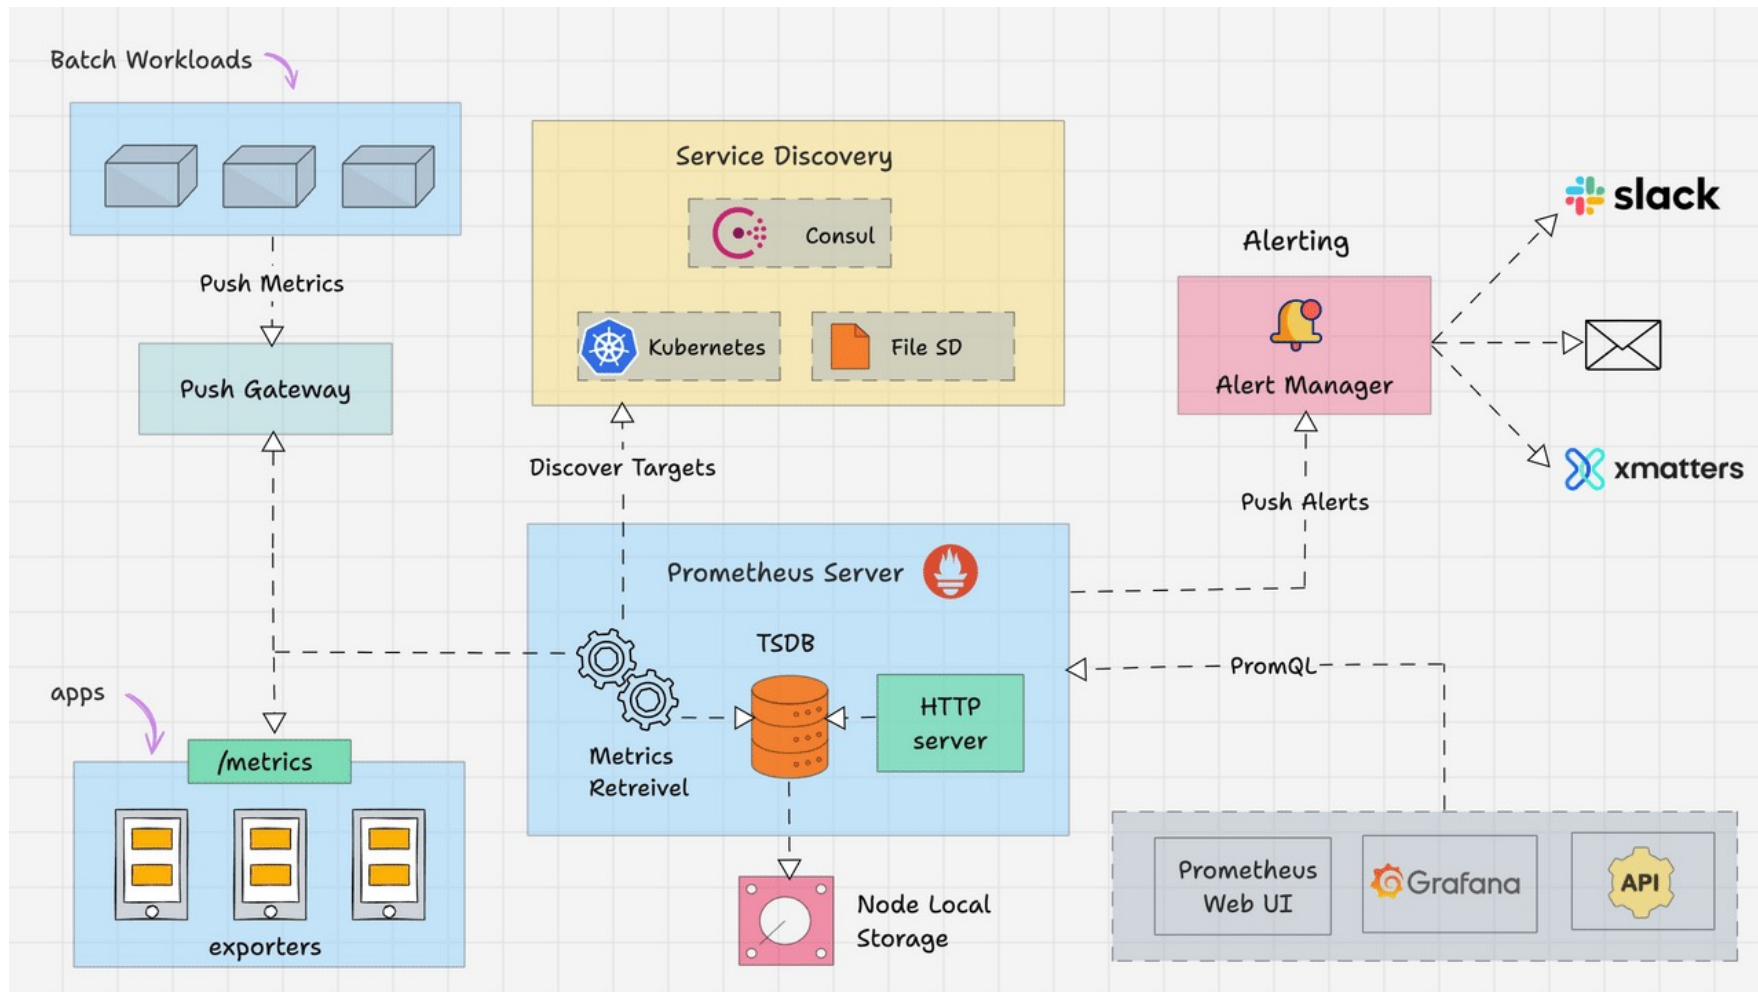 Batch Workloads
Push Metrics
Push Gateway
apps
/metrics
exporters
Service Discovery
Consul
Kubernetes
File SD
Discover Targets
Prometheus Server
TSDB
HTTP
server
Metrics
Retreivel
Node Local
Storage
Alerting
Alert Manager
Push Alerts
slack
xmatters
PromQL
Prometheus
Web UI
Grafana
API